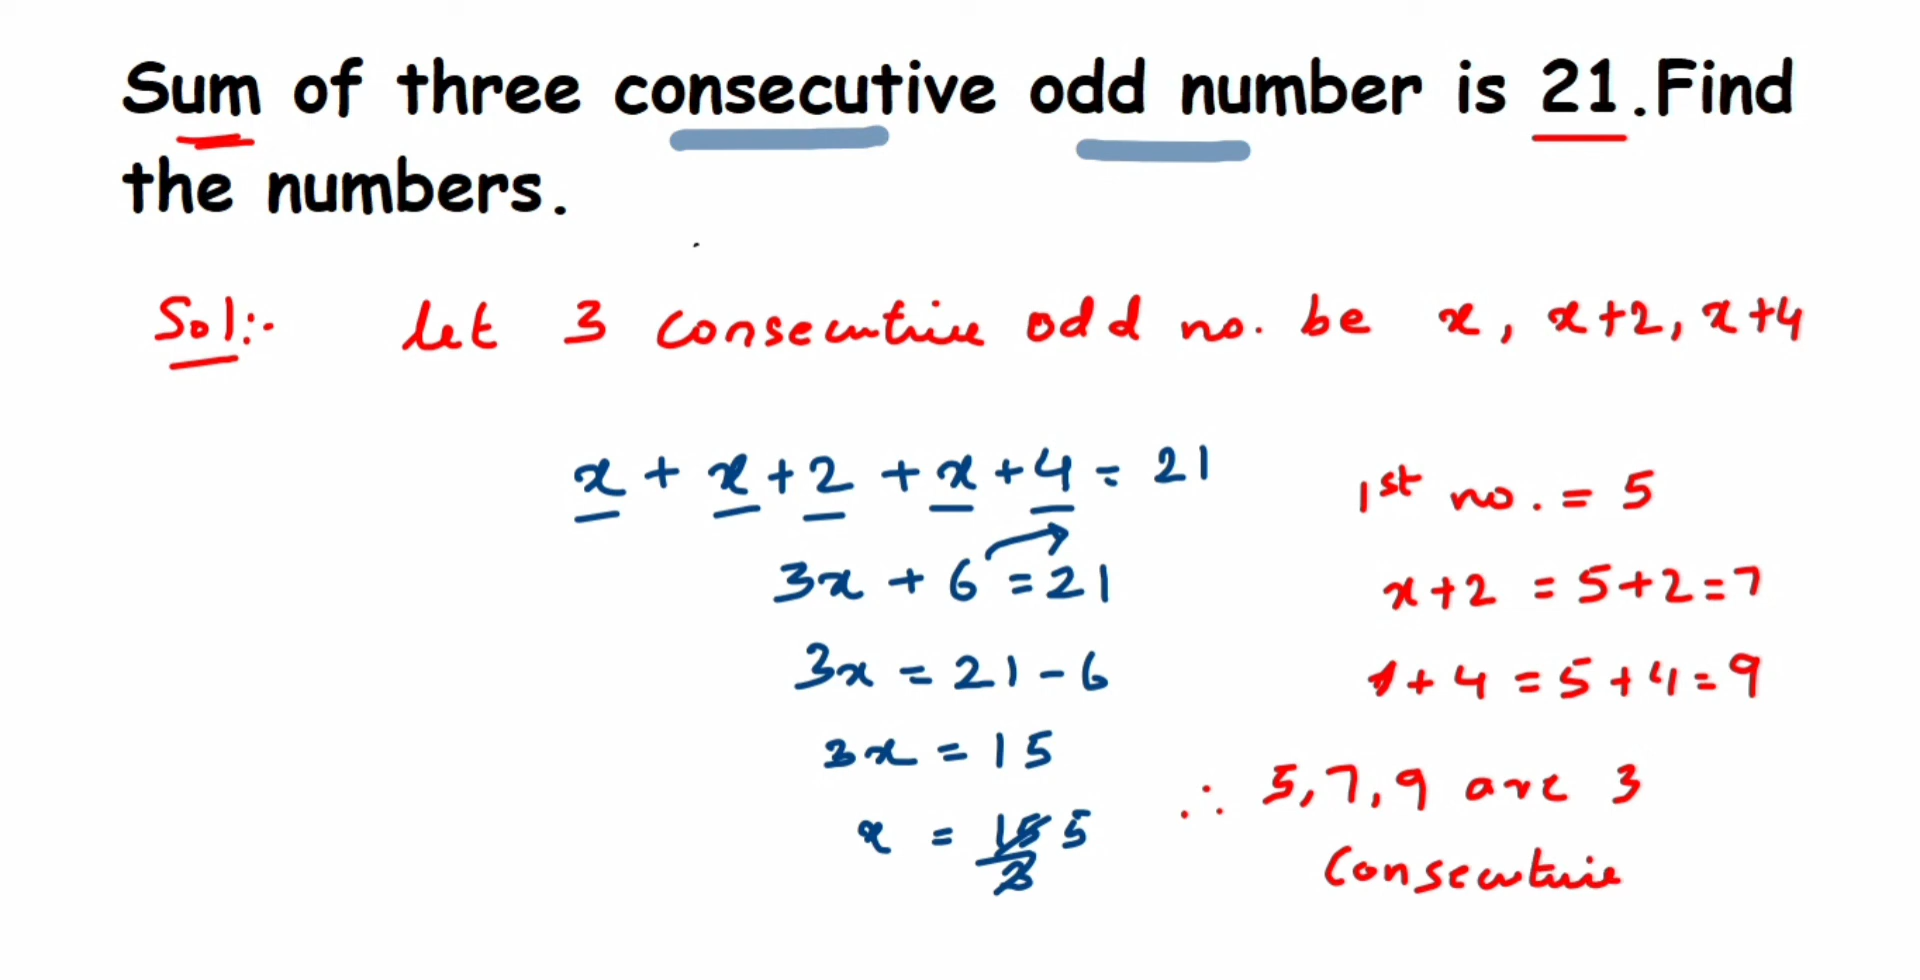 Sum of three consecutive odd number is 21.Find
the numbers.
Sol:- let 3 consecutive odd no. be x, x+2, x+4
x + x + 2 + x + 4 = 21
3x + 6 = 21
3x = 21 - 6
3x = 15
x = 15/3 5
1st no. = 5
x+2 = 5+2=7
x+4 = 5+4=9
∴ 5,7,9 are 3
Consecutive